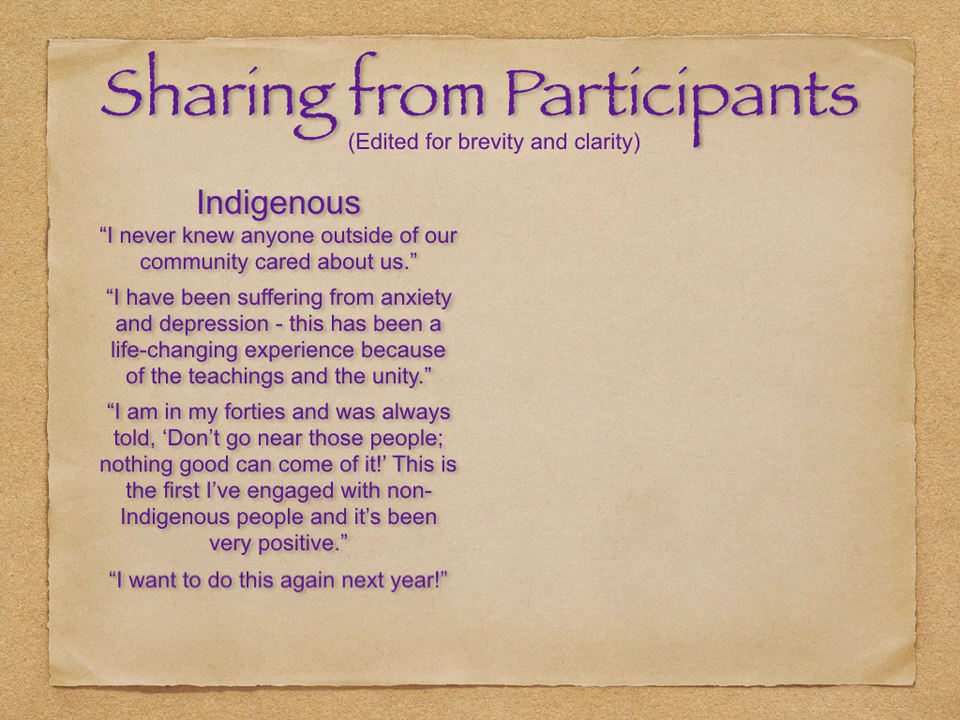 Sharing from Participants
(Edited for brevity and clarity)
Indigenous
“I never knew anyone outside of our
community cared about us.”
“I have been suffering from anxiety
and depression - this has been a
life-changing experience because
of the teachings and the unity.”
“I am in my forties and was always
told, ‘Don’t go near those people;
nothing good can come of it!’ This is
the first I’ve engaged with non-
Indigenous people and it’s been
very positive.”
“I want to do this again next year!”